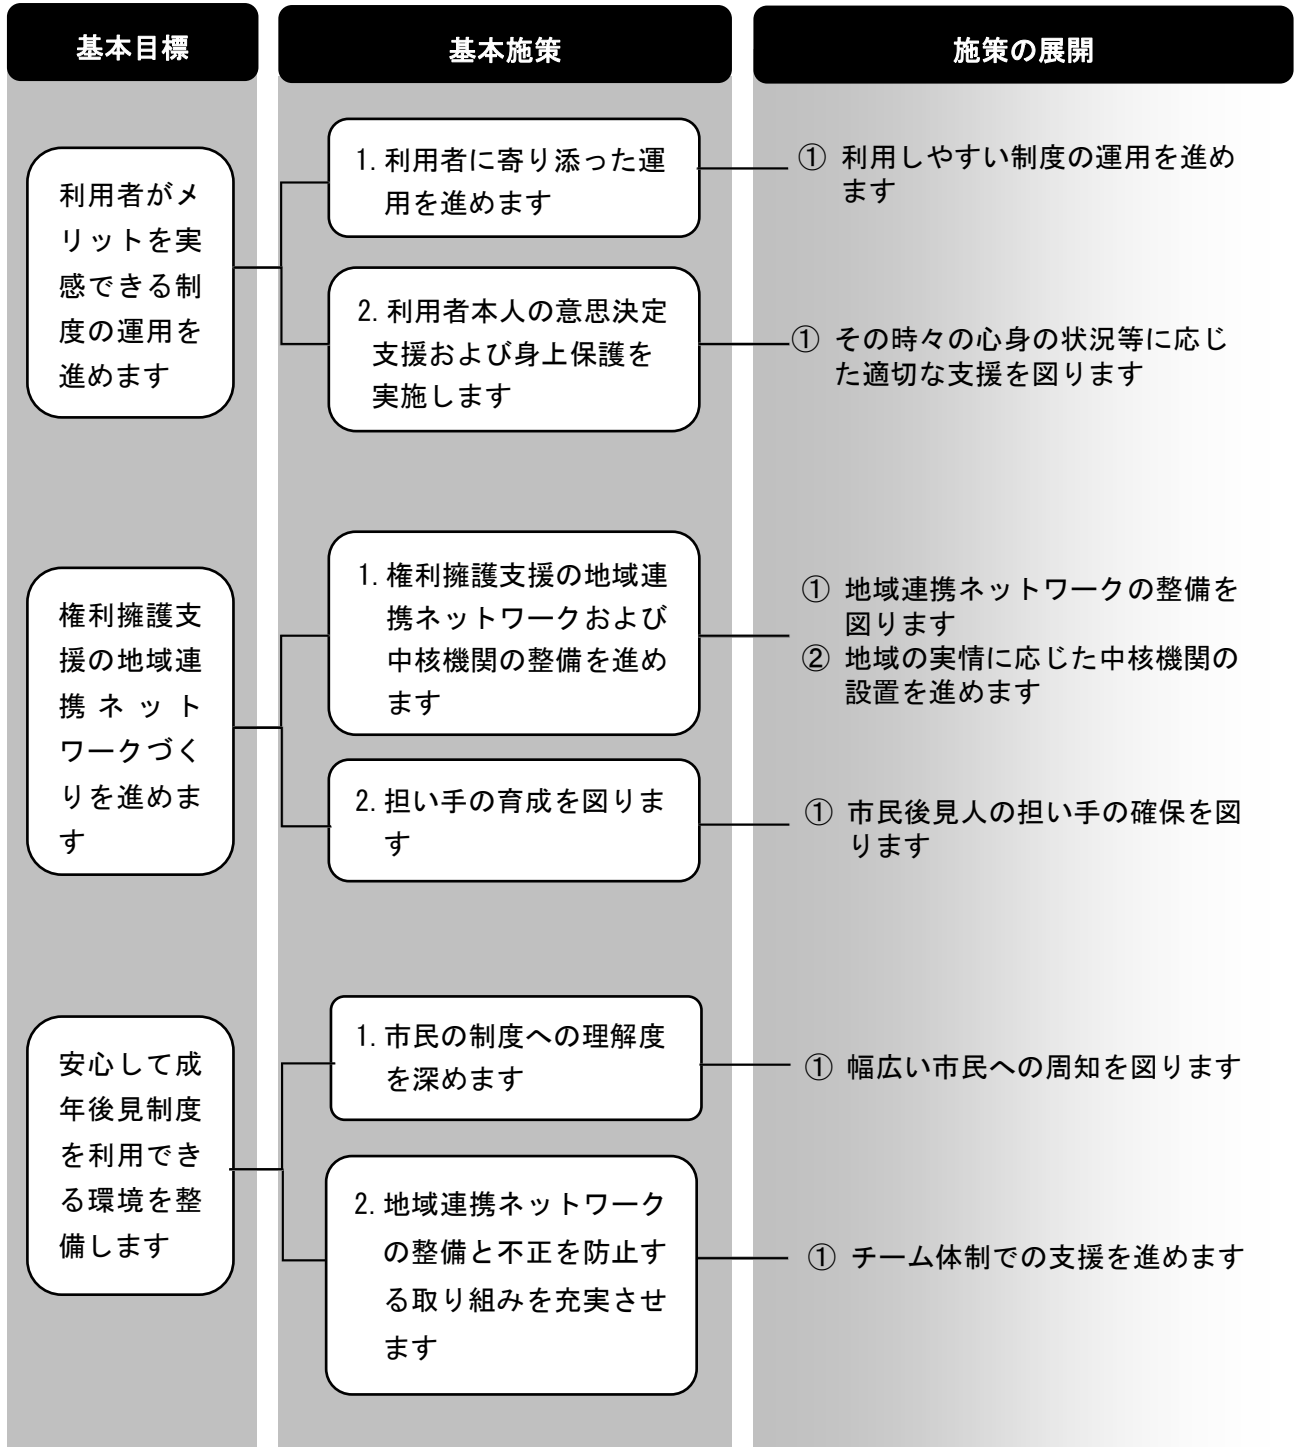 基本目標
基本施策
施策の展開
利用者がメ
リットを実
感できる制
度の運用を
進めます
1. 利用者に寄り添った運
用を進めます
① 利用しやすい制度の運用を進め
ます
2. 利用者本人の意思決定
支援および身上保護を
実施します
① その時々の心身の状況等に応じ
た適切な支援を図ります
権利擁護支
援の地域連
携ネット
ワークづく
りを進めま
す
1. 権利擁護支援の地域連
携ネットワークおよび
中核機関の整備を進め
ます
① 地域連携ネットワークの整備を
図ります
② 地域の実情に応じた中核機関の
設置を進めます
2. 担い手の育成を図りま
す
① 市民後見人の担い手の確保を図
ります
安心して成
年後見制度
を利用でき
る環境を整
備します
1. 市民の制度への理解度
を深めます
① 幅広い市民への周知を図ります
2. 地域連携ネットワーク
の整備と不正を防止す
る取り組みを充実させ
ます
① チーム体制での支援を進めます